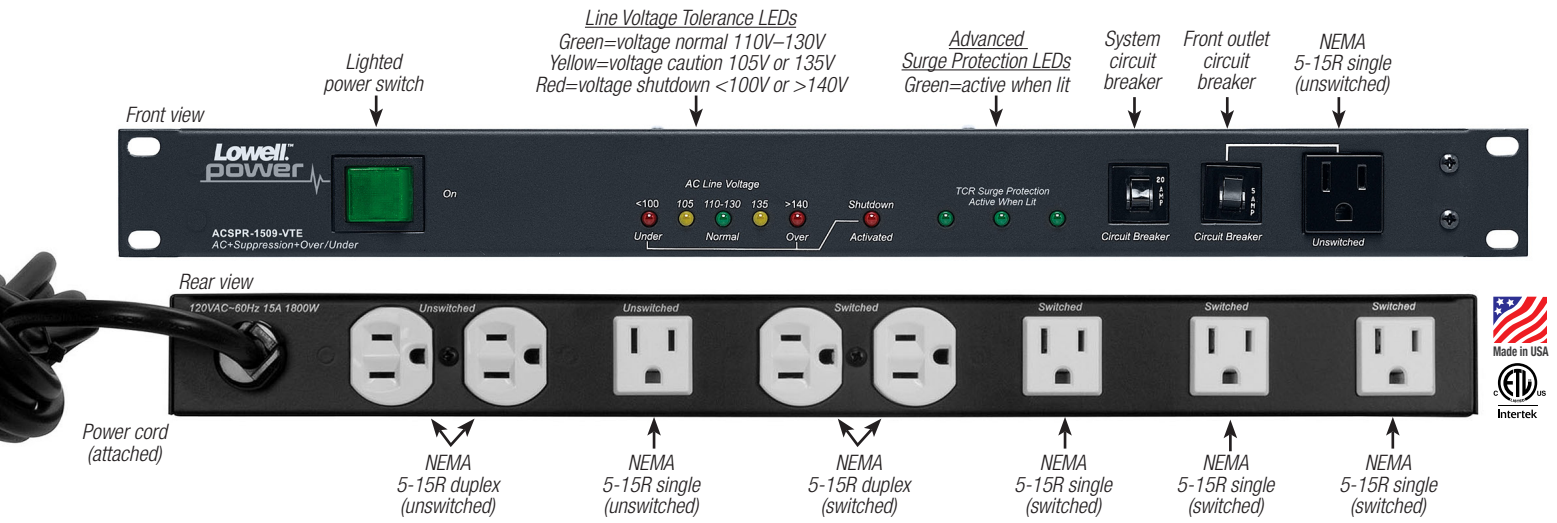 Line Voltage Tolerance LEDs
Green=voltage normal 110V–130V
Yellow=voltage caution 105V or 135V
Red=voltage shutdown <100V or >140V
Lighted
power switch
Advanced
Surge Protection LEDs
Green=active when lit
System
circuit
breaker
Front outlet
circuit
breaker
NEMA
5-15R single
(unswitched)
Front view
Lowell™
power
On
ACSPR-1509-VTE
AC+Suppression+Over/Under
AC Line Voltage
<100 105 110-130 135 >140
Under Normal Over
Shutdown
Activated
TCR Surge Protection
Active When Lit
20 AMP
Circuit Breaker
5 AMP
Circuit Breaker
Unswitched
Rear view
120VAC~60Hz 15A 1800W
Unswitched
Unswitched
Switched
Switched
Switched
Switched
Made in USA
C ETL US
LISTED
Intertek
Power cord
(attached)
NEMA
5-15R duplex
(unswitched)
NEMA
5-15R single
(unswitched)
NEMA
5-15R duplex
(switched)
NEMA
5-15R single
(switched)
NEMA
5-15R single
(switched)
NEMA
5-15R single
(switched)